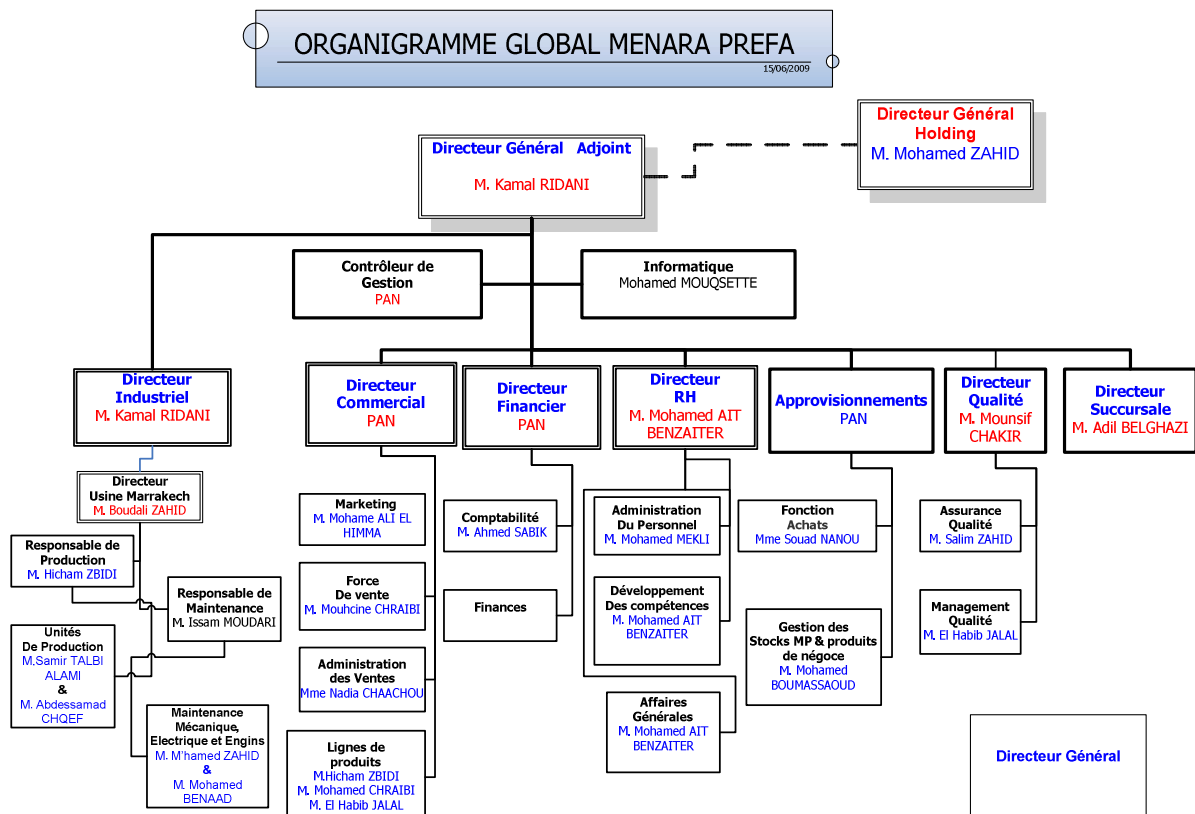 ORGANIGRAMME GLOBAL MENARA PREFA
15/06/2009
Directeur Général
Holding
M. Mohamed ZAHID
Directeur Général Adjoint
M. Kamal RIDANI
Contrôleur de
Gestion
PAN
Informatique
Mohamed MOUQSETTE
Directeur
Industriel
M. Kamal RIDANI
Directeur
Commercial
PAN
Directeur
Financier
PAN
Directeur
RH
M. Mohamed AIT
BENZAITER
Approvisionnements
PAN
Directeur
Qualité
M. Mounsif
CHAKIR
Directeur
Succursale
M. Adil BELGHAZI
Directeur
Usine Marrakech
M. Boudali ZAHID
Responsable de
Production
M. Hicham ZBIDI
Responsable de
Maintenance
M. Issam MOUDARI
Unités
De Production
M.Samir TALBI
ALAMI
&
M. Abdessamad
CHQEF
Maintenance
Mécanique,
Electrique et Engins
M. M'hamed ZAHID
&
M. Mohamed
BENAAD
Marketing
M. Mohame ALI EL
HIMMA
Force
De vente
M. Mouhcine CHRAIBI
Administration
des Ventes
Mme Nadia CHAACHOU
Lignes de
produits
M.Hicham ZBIDI
M. Mohamed CHRAIBI
M. El Habib JALAL
Comptabilité
M. Ahmed SABIK
Finances
Administration
Du Personnel
M. Mohamed MEKLI
Développement
Des compétences
M. Mohamed AIT
BENZAITER
Affaires
Générales
M. Mohamed AIT
BENZAITER
Fonction
Achats
Mme Souad NANOU
Gestion des
Stocks MP & produits
de négoce
M. Mohamed
BOUMASSAOUD
Assurance
Qualité
M. Salim ZAHID
Management
Qualité
M. El Habib JALAL
Directeur Général